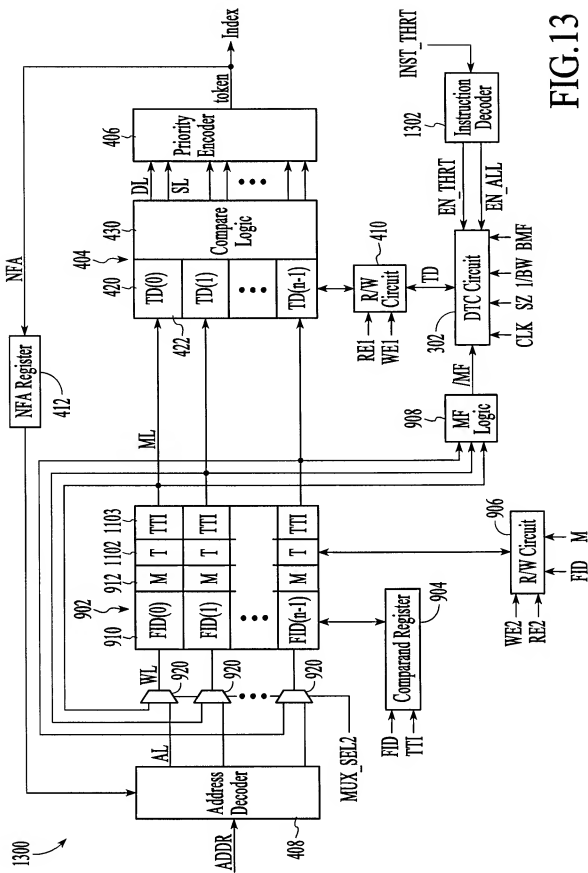 1300
NFA
NFA Register
412
902
910
912
1102
1103
FID(0)
M
T
TTI
FID(1)
M
T
TTI
FID(n-1)
M
T
TTI
WL
AL
920
920
920
Address
Decoder
408
ADDR
MUX_SEL2
ML
404
420
430
422
TD(0)
TD(1)
TD(n-1)
Compare Logic
DL
SL
Priority
Encoder
406
token
Index
Comparand Register
904
FID
TTI
R/W Circuit
906
WE2
RE2
FID
M
MF
Logic
908
/MF
R/W
Circuit
410
RE1
WE1
TD
DTC Circuit
302
CLK
SZ
1/BW
BMF
EN_THRT
EN_ALL
Instruction
Decoder
1302
INST_THRT
FIG.13